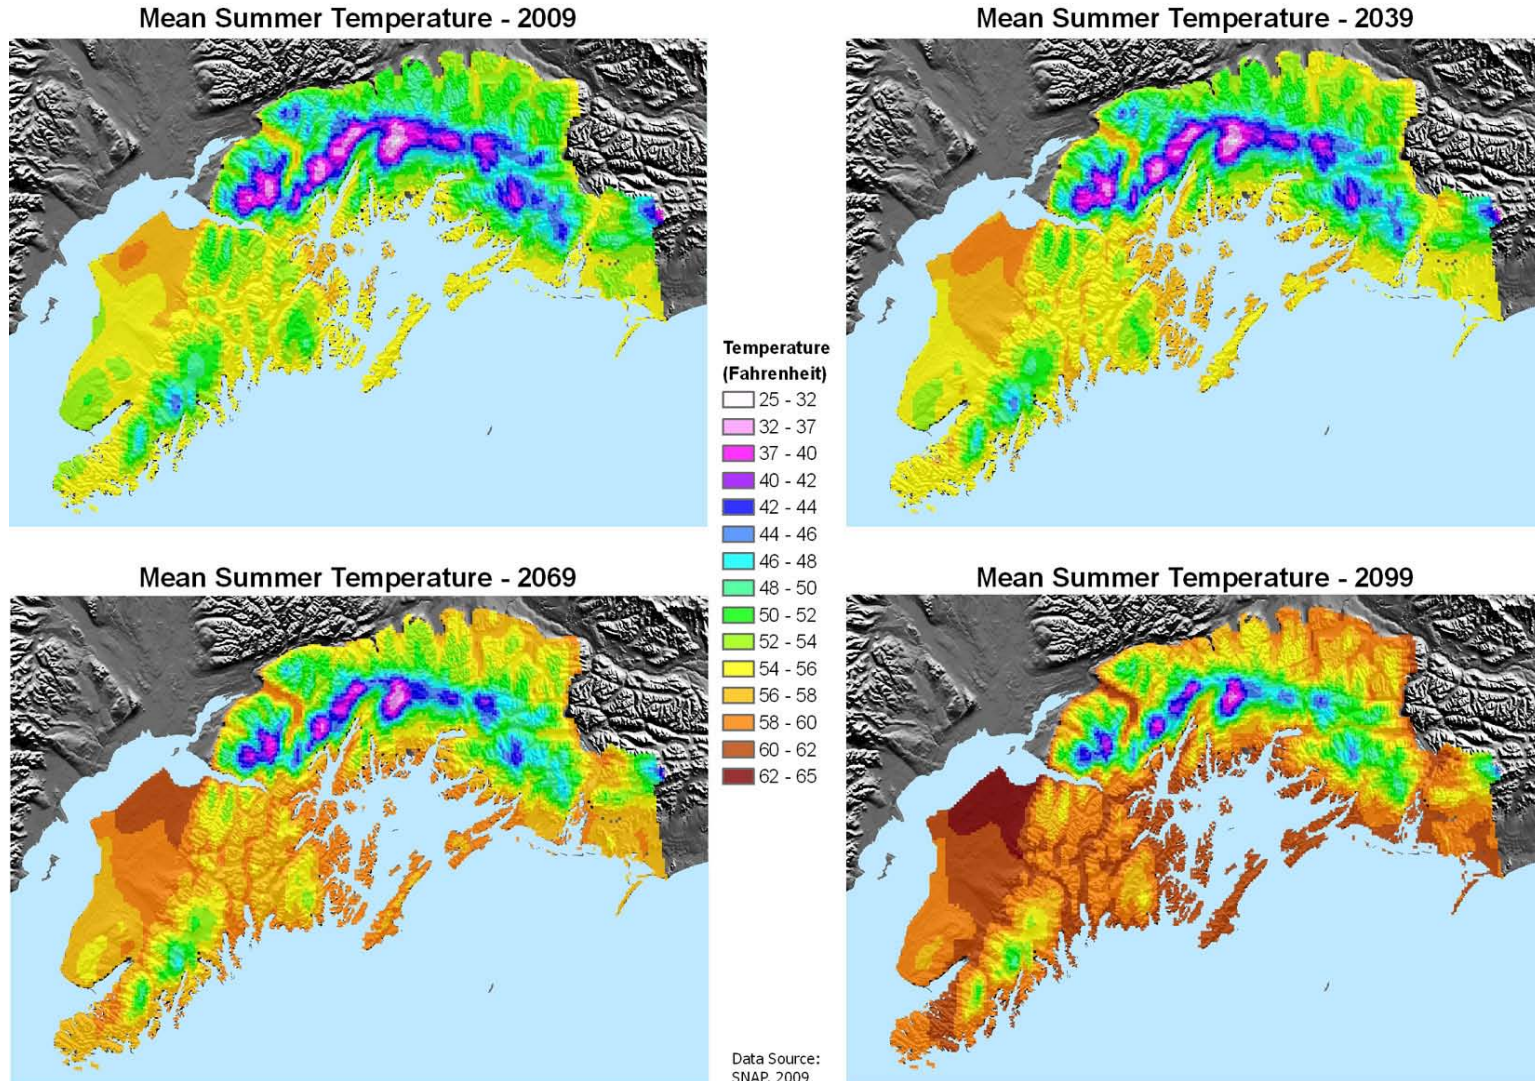 Mean Summer Temperature - 2009
Mean Summer Temperature - 2039
Temperature
(Fahrenheit)
25 - 32
32 - 37
37 - 40
40 - 42
42 - 44
44 - 46
46 - 48
48 - 50
50 - 52
52 - 54
54 - 56
56 - 58
58 - 60
60 - 62
62 - 65
Mean Summer Temperature - 2069
Mean Summer Temperature - 2099
Data Source:
SNAP, 2009